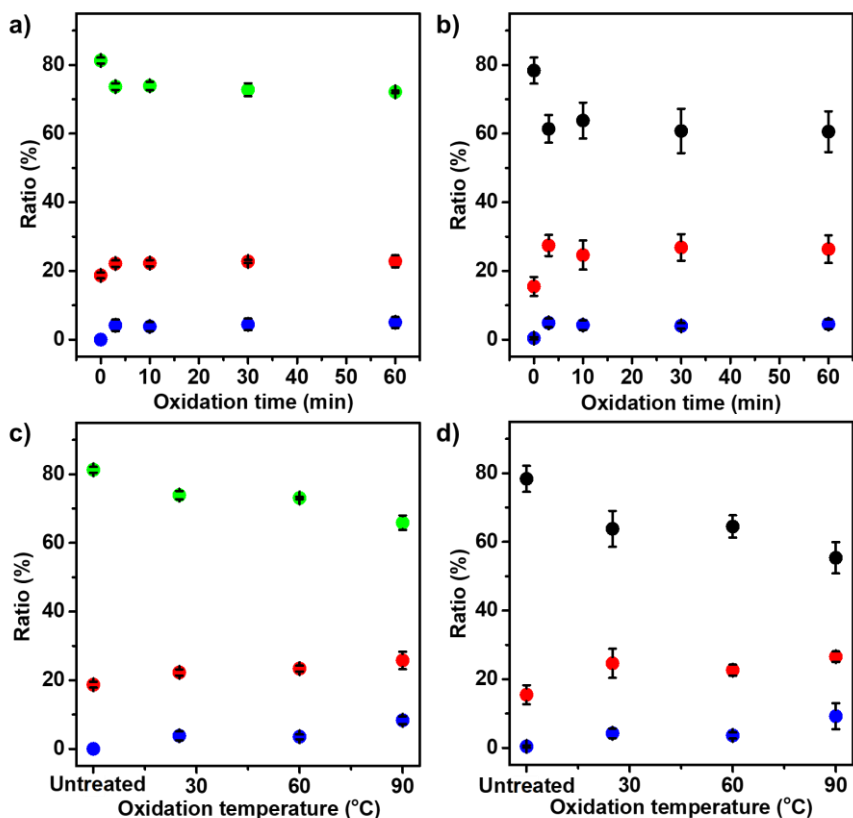 a)
80
60
40
20
0
Ratio (%)
0 10 20 30 40 50 60
Oxidation time (min)
b)
80
60
40
20
0
Ratio (%)
0 10 20 30 40 50 60
Oxidation time (min)
c)
80
60
40
20
0
Ratio (%)
Untreated 30 60 90
Oxidation temperature (°C)
d)
80
60
40
20
0
Ratio (%)
Untreated 30 60 90
Oxidation temperature (°C)